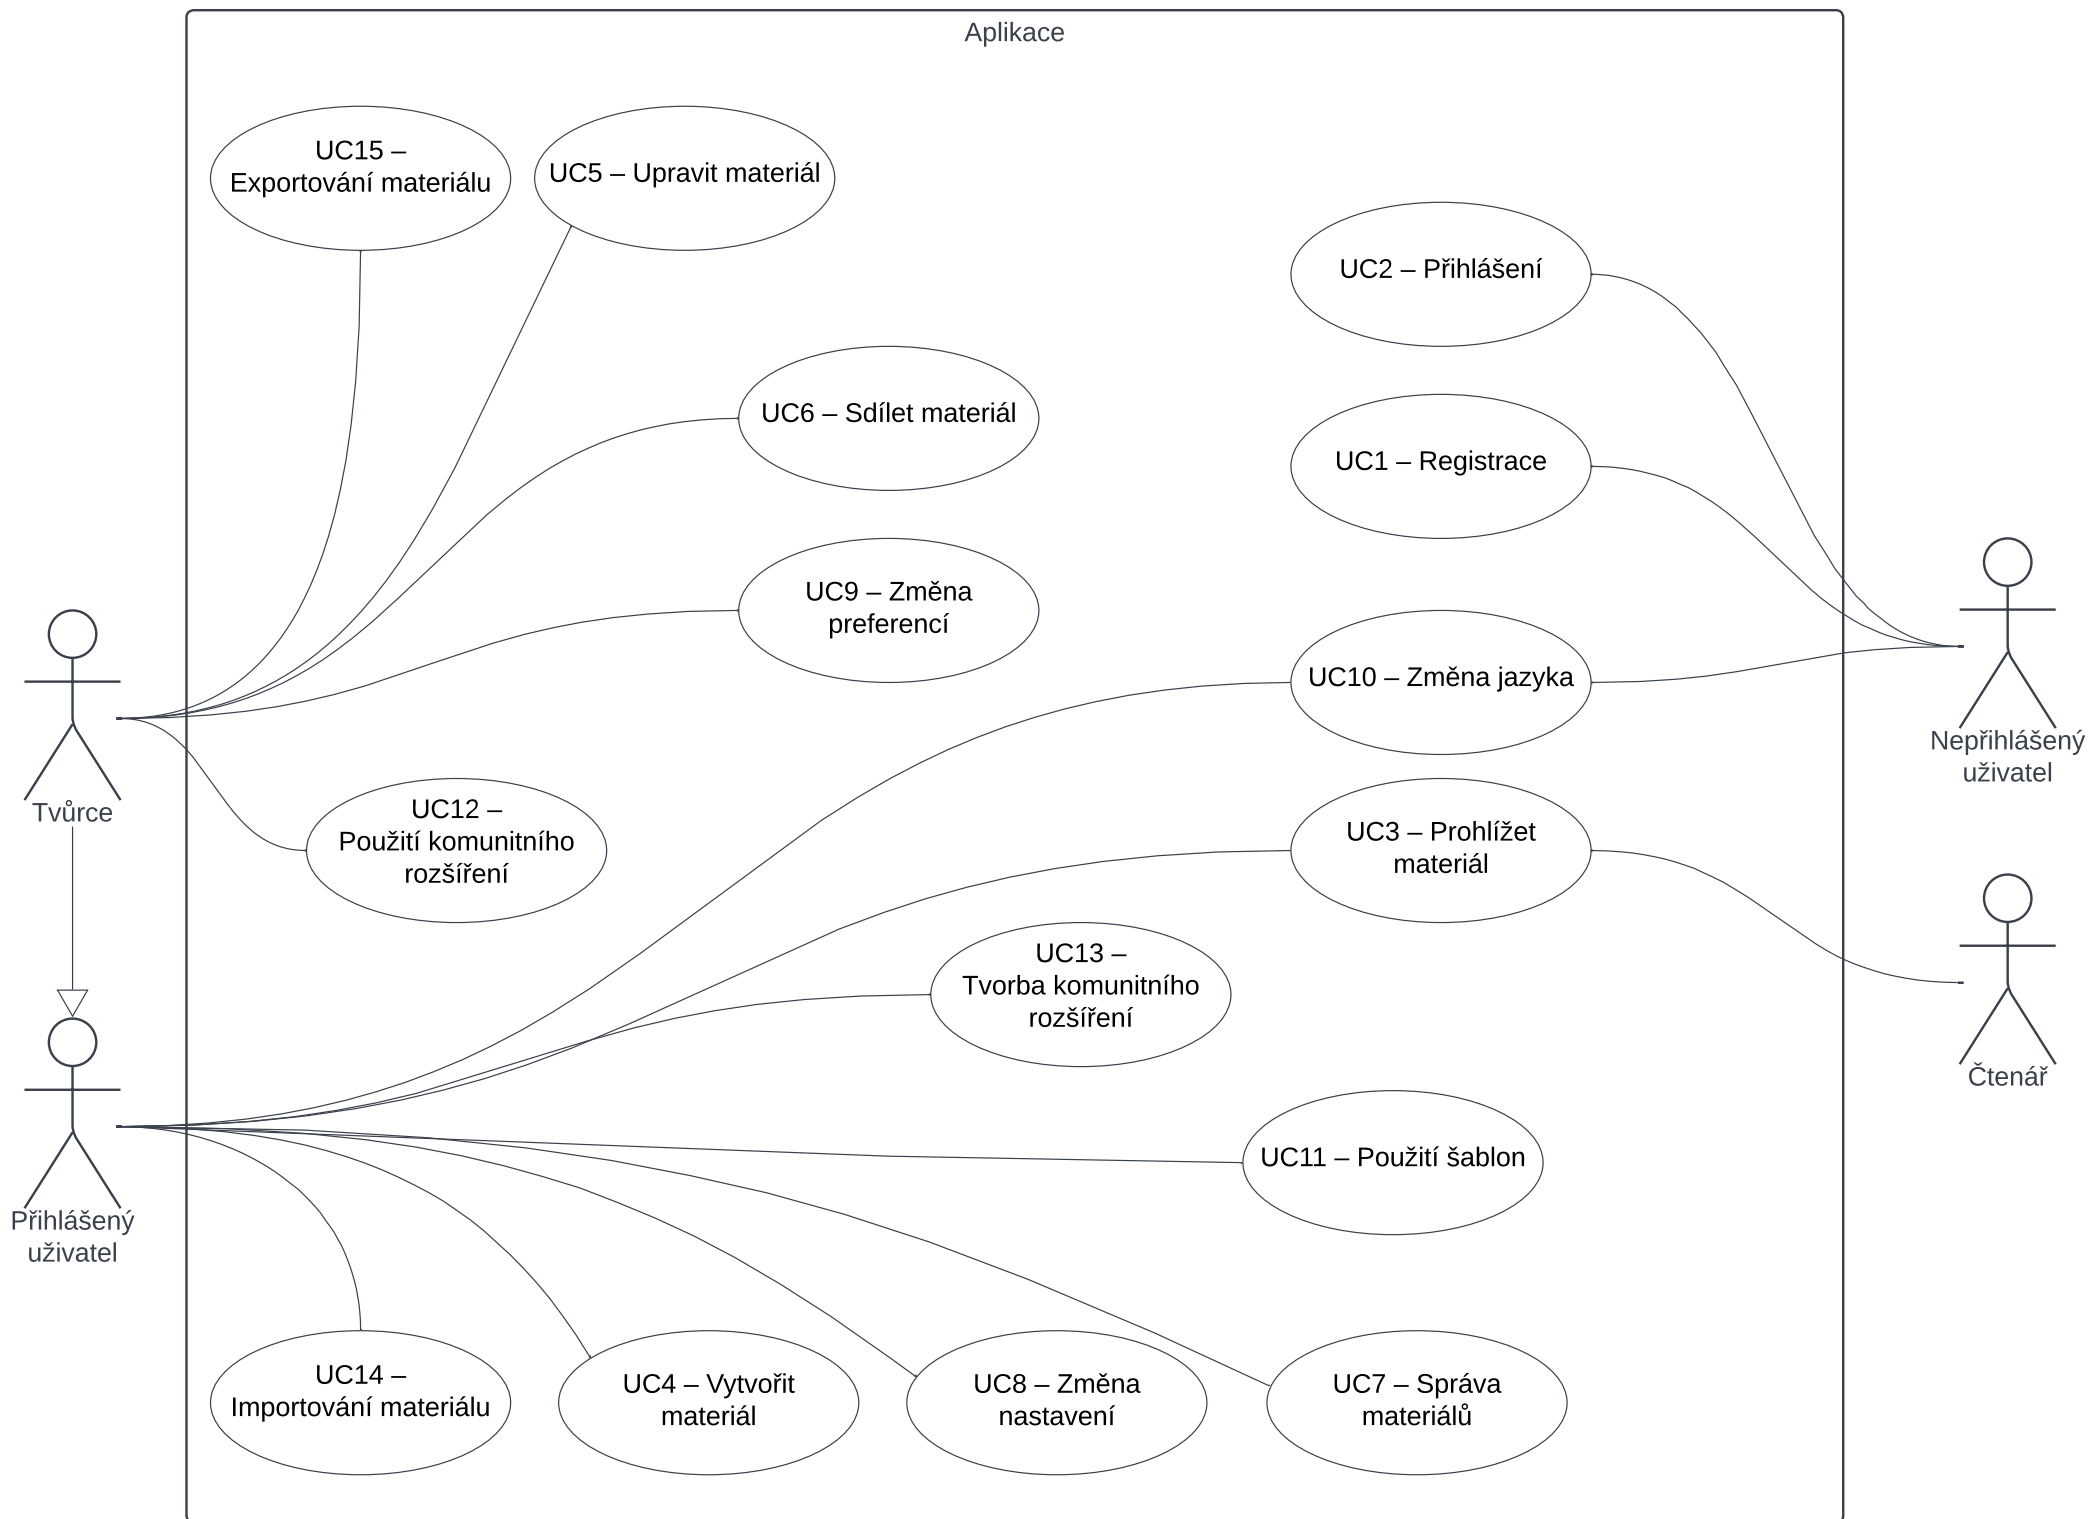 Aplikace
UC15 –
Exportování materiálu
UC5 – Upravit materiál
UC2 – Přihlášení
UC6 – Sdílet materiál
UC1 – Registrace
UC9 – Změna
preferencí
UC10 – Změna jazyka
Nepřihlášený
uživatel
Tvůrce
UC12 –
Použití komunitního
rozšíření
UC3 – Prohlížet
materiál
UC13 –
Tvorba komunitního
rozšíření
Čtenář
UC11 – Použití šablon
Přihlášený
uživatel
UC14 –
Importování materiálu
UC4 – Vytvořit
materiál
UC8 – Změna
nastavení
UC7 – Správa
materiálů